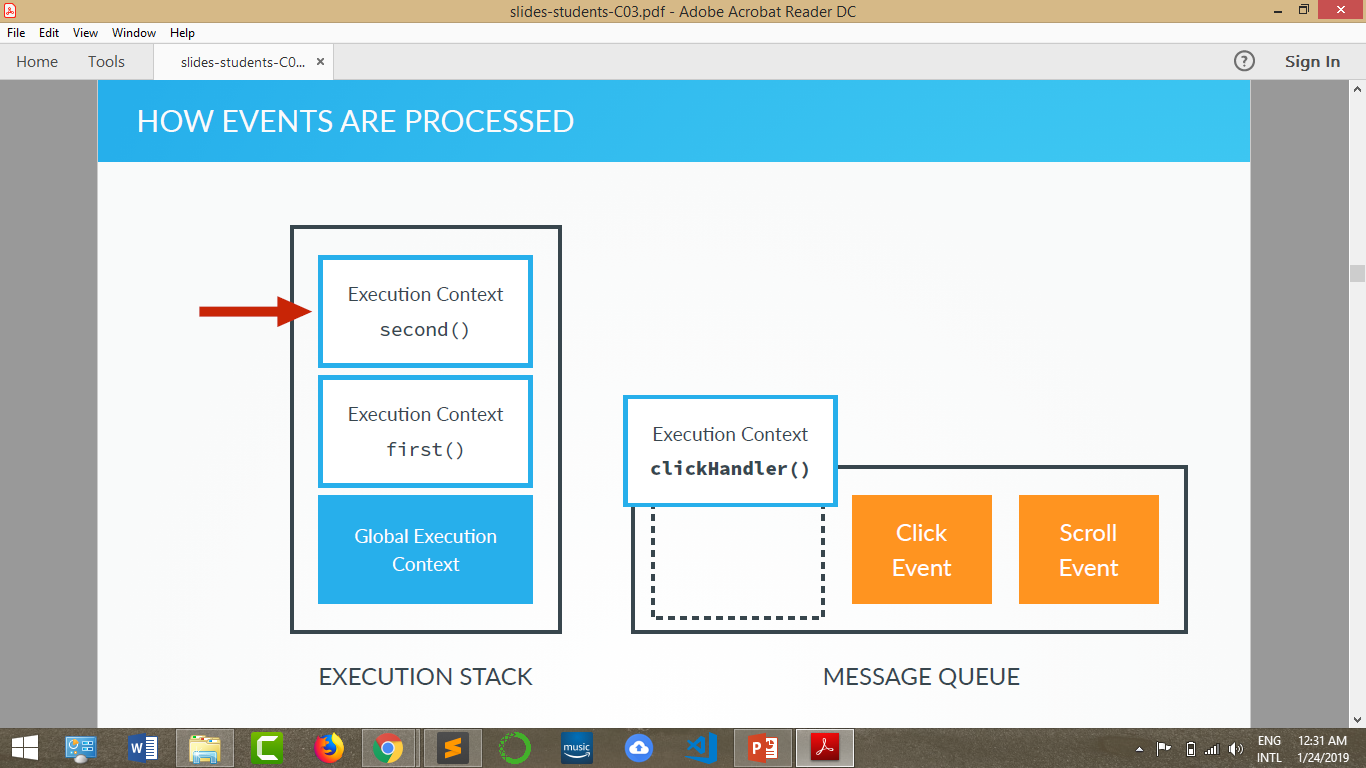 slides-students-C03.pdf - Adobe Acrobat Reader DC
File Edit View Window Help
Home Tools slides-students-C0... × ? Sign In
HOW EVENTS ARE PROCESSED
Execution Context
second()
Execution Context
first()
Global Execution
Context
EXECUTION STACK
Execution Context
clickHandler()
Click
Event
Scroll
Event
MESSAGE QUEUE
music
ENG 12:31 AM
INTL 1/24/2019